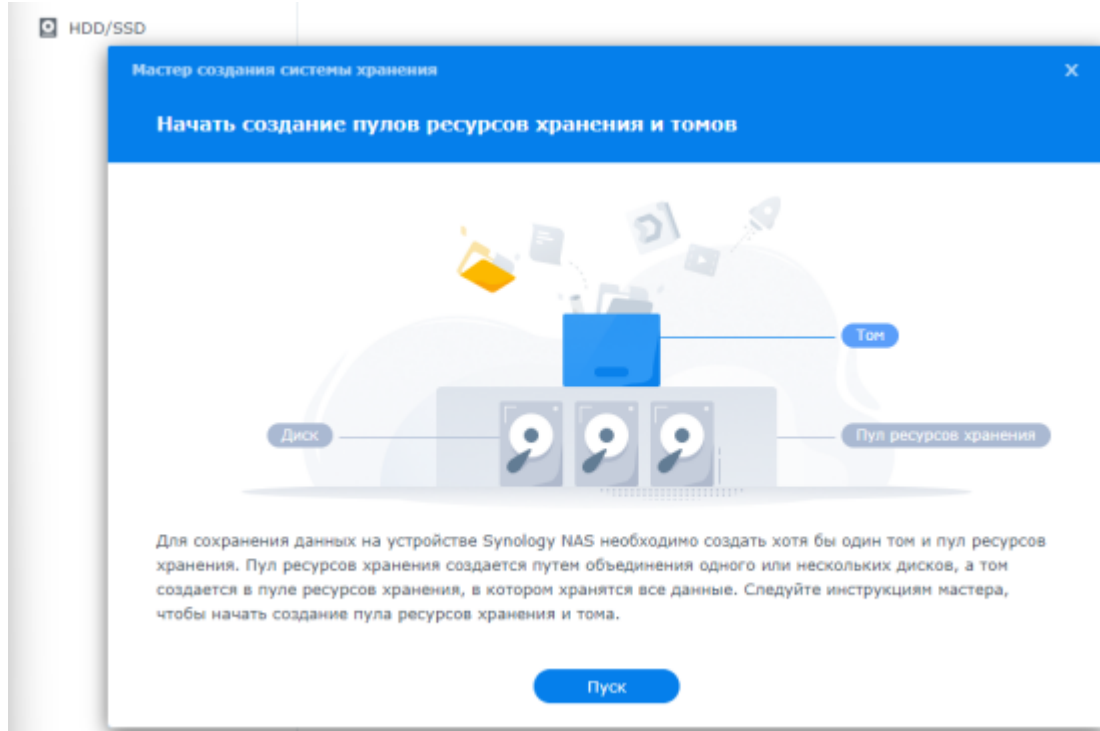 HDD/SSD
Мастер создания системы хранения
X
Начать создание пулов ресурсов хранения и томов
Том
Диск
Пул ресурсов хранения
Для сохранения данных на устройстве Synology NAS необходимо создать хотя бы один том и пул ресурсов
хранения. Пул ресурсов хранения создается путем объединения одного или нескольких дисков, а том
создается в пуле ресурсов хранения, в котором хранятся все данные. Следуйте инструкциям мастера,
чтобы начать создание пула ресурсов хранения и тома.
Пуск